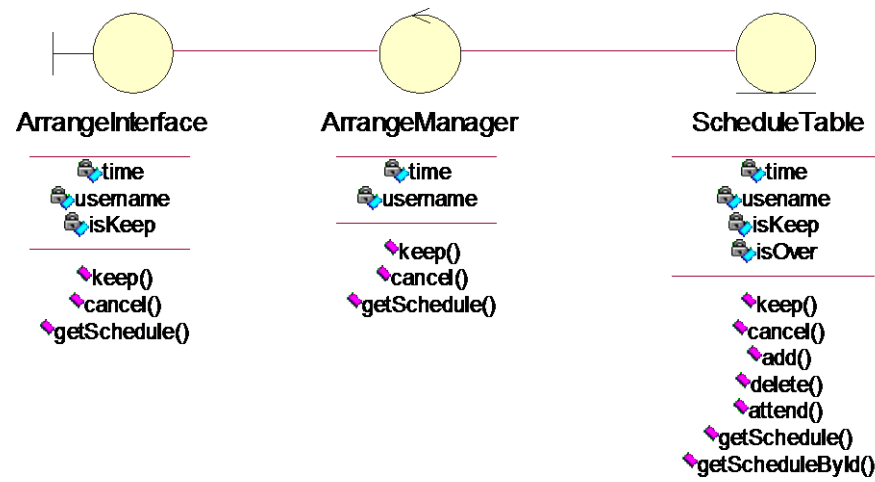 ArrangeInterface
time
username
isKeep
keep()
cancel()
getSchedule()
ArrangeManager
time
username
keep()
cancel()
getSchedule()
ScheduleTable
time
usename
isKeep
isOver
keep()
cancel()
add()
delete()
attend()
getSchedule()
getScheduleById()